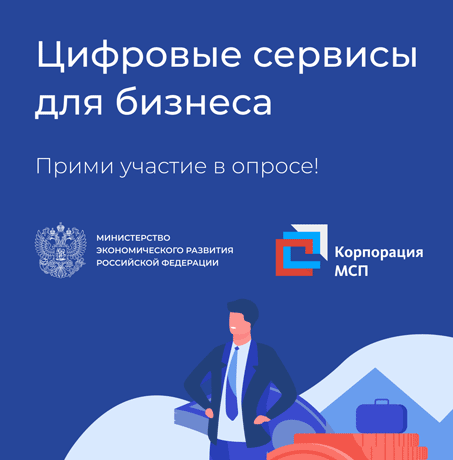 Цифровые сервисы
для бизнеса
Прими участие в опросе!
МИНИСТЕРСТВО
ЭКОНОМИЧЕСКОГО РАЗВИТИЯ
РОССИЙСКОЙ ФЕДЕРАЦИИ
Корпорация
МСП